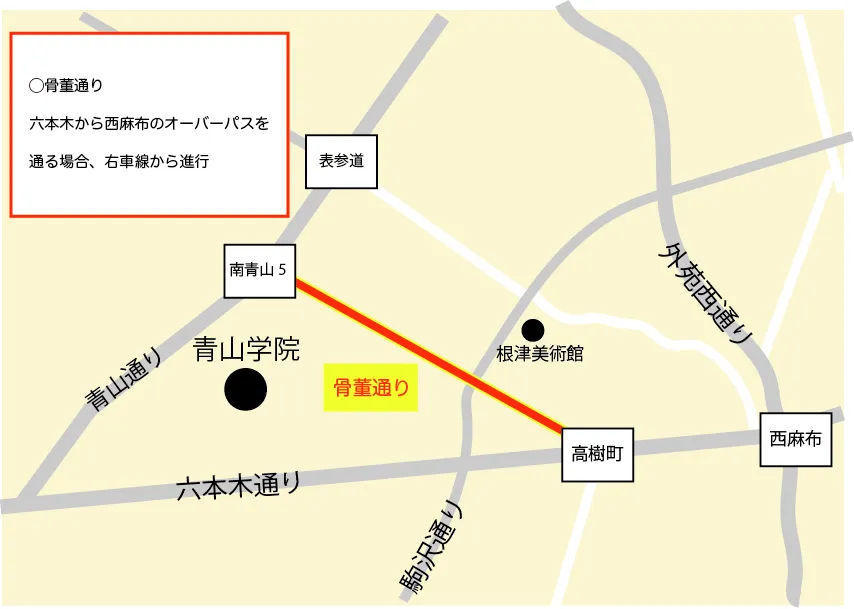 ◯骨董通り
六本木から西麻布のオーバーパスを
通る場合、右車線から進行
表参道
南青山5
外苑西通り
青山学院
根津美術館
青山通り
骨董通り
西麻布
高樹町
六本木通り
駒沢通り